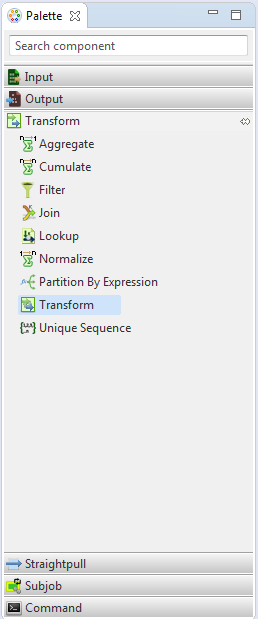 Palette
Search component
Input
Output
Transform
Aggregate
Cumulate
Filter
Join
Lookup
Normalize
Partition By Expression
Transform
Unique Sequence
Straightpull
Subjob
Command